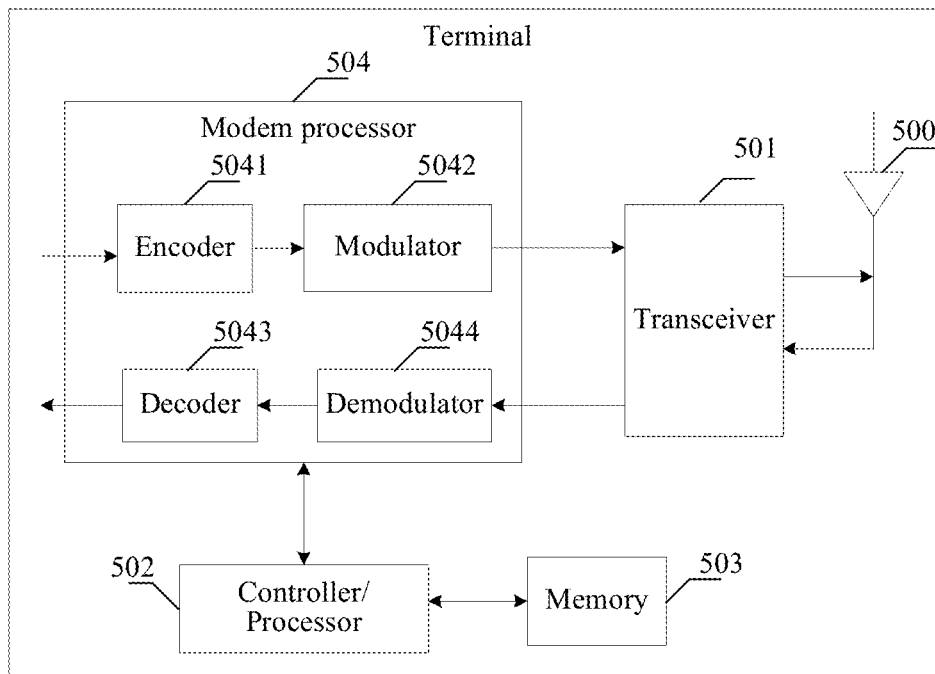 Terminal
504
Modem processor
500
5041
5042
501
Encoder
Modulator
Transceiver
5043
5044
Decoder
Demodulator
502
Controller/
Processor
503
Memory